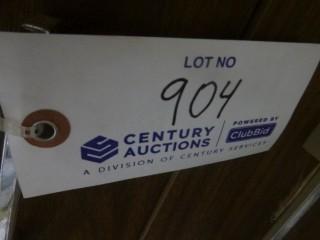 LOT NO
904
CENTURY AUCTIONS
POWERED BY ClubBid
A DIVISION OF CENTURY SERVICES